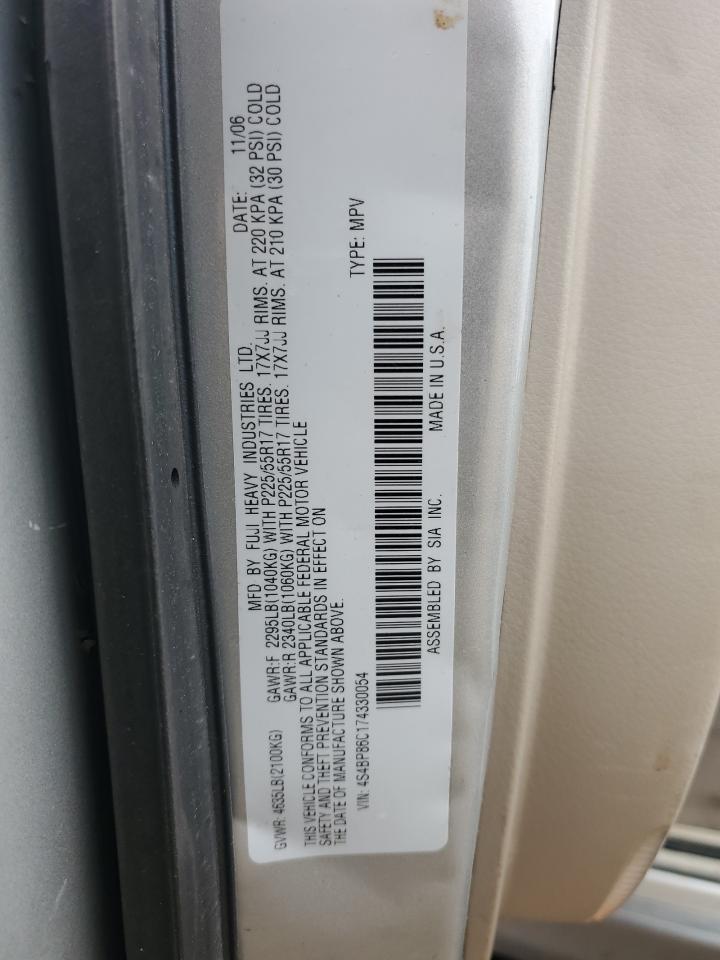 MFD BY FUJI HEAVY INDUSTRIES LTD. DATE: 11/06
GVWR: 4635LB(2100KG) GAWR:F 2295LB(1040KG) WITH P225/55R17 TIRES. 17X7JJ RIMS. AT 220 KPA (32 PSI) COLD
GAWR:R 2340LB(1060KG) WITH P225/55R17 TIRES. 17X7JJ RIMS. AT 210 KPA (30 PSI) COLD
THIS VEHICLE CONFORMS TO ALL APPLICABLE FEDERAL MOTOR VEHICLE
SAFETY AND THEFT PREVENTION STANDARDS IN EFFECT ON
THE DATE OF MANUFACTURE SHOWN ABOVE.
VIN: 4S4BP86C174330054 TYPE: MPV
ASSEMBLED BY SIA INC. MADE IN U.S.A.